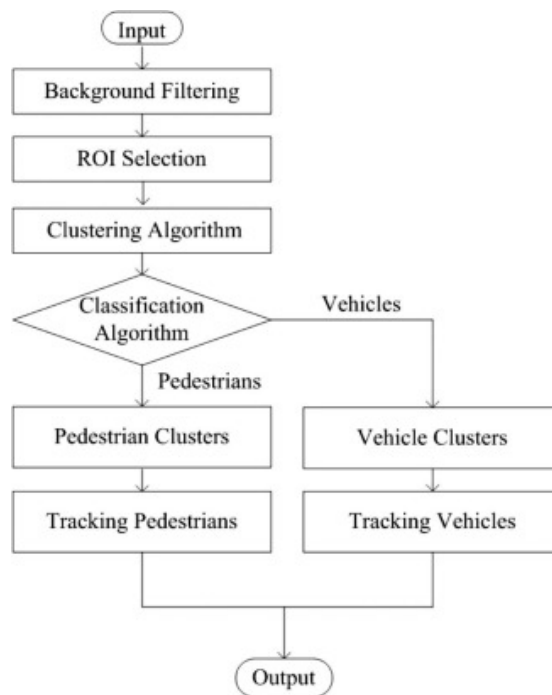 Input
Background Filtering
ROI Selection
Clustering Algorithm
Classification
Algorithm
Vehicles
Pedestrians
Pedestrian Clusters
Vehicle Clusters
Tracking Pedestrians
Tracking Vehicles
Output